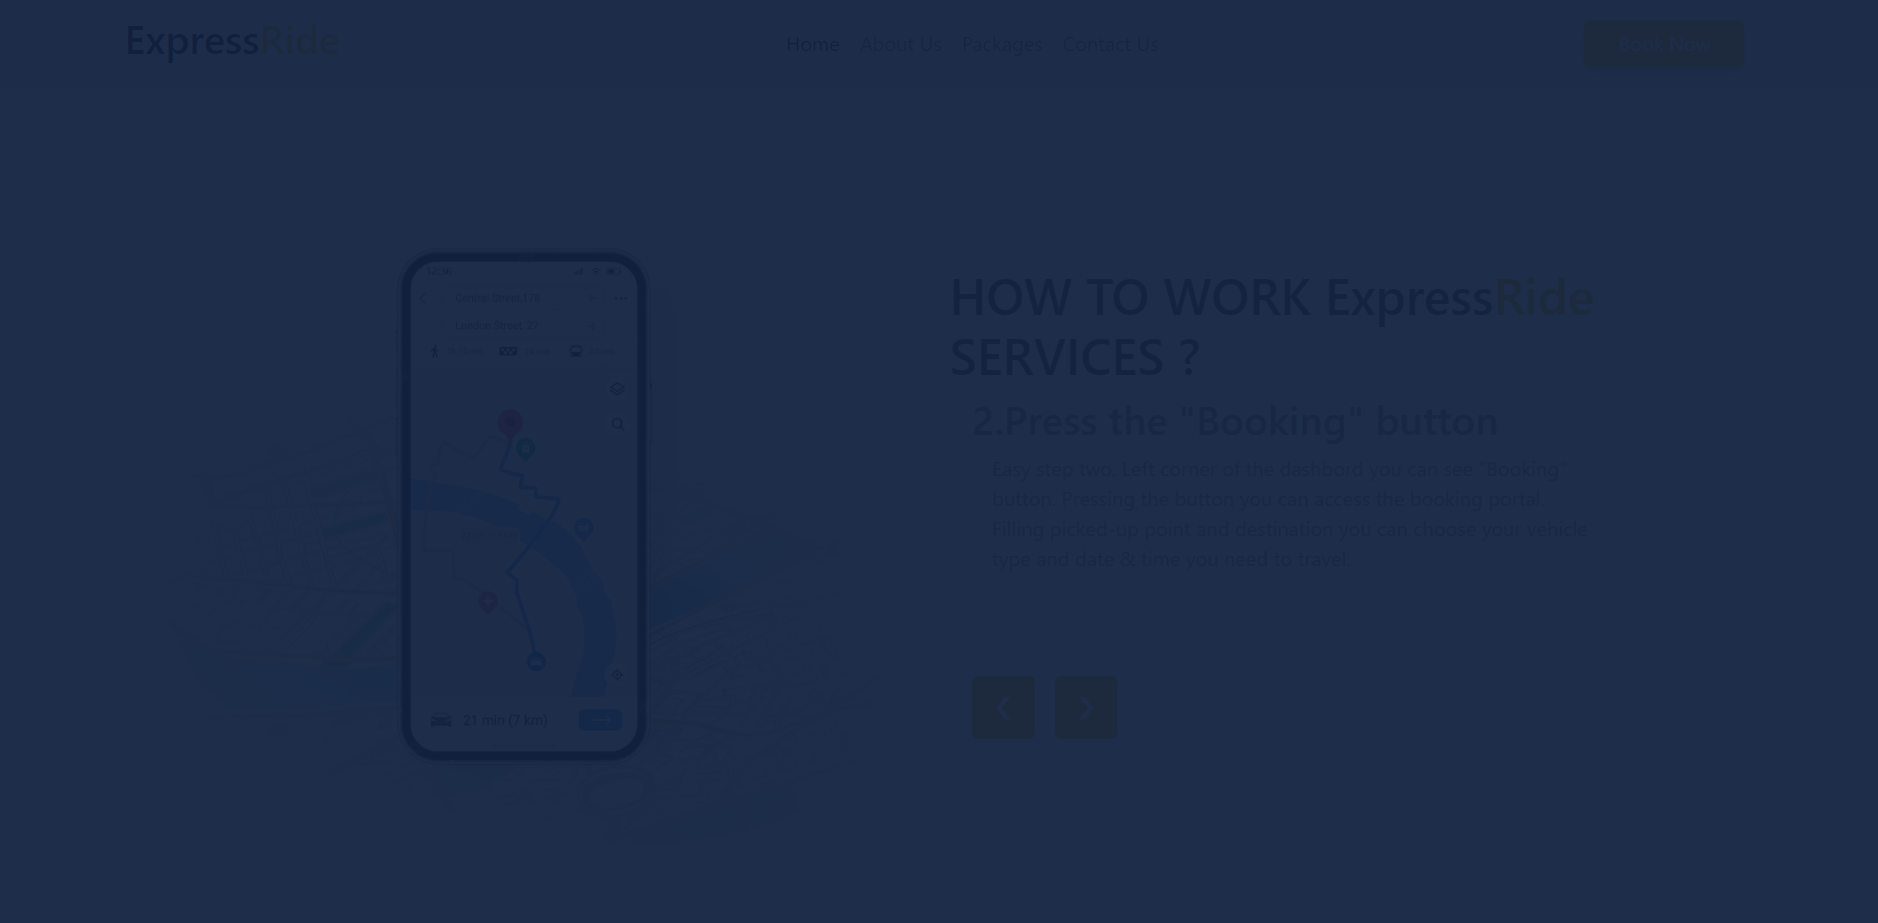 ExpressRide
Home About Us Packages Contact Us
Book Now
Central Street,
London Street, 27
21 min (7 km)
HOW TO WORK ExpressRide
SERVICES ?
2.Press the "Booking" button
Easy step two. Left corner of the dashbord you can see "Booking"
button. Pressing the button you can access the booking portal.
Filling picked-up point and destination you can choose your vehicle
type and date & time you need to travel.